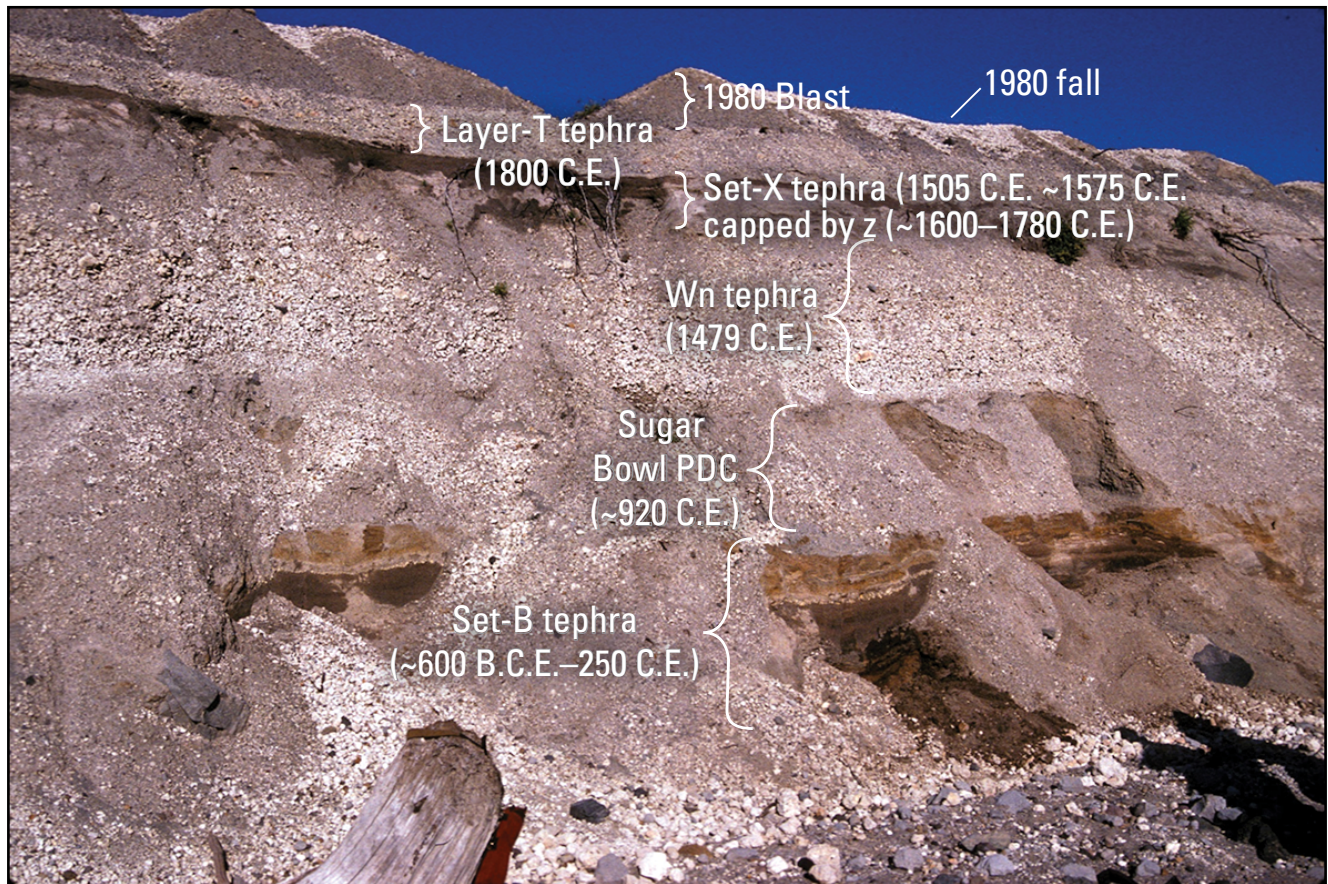 1980 fall
1980 Blast
Layer-T tephra
(1800 C.E.)
Set-X tephra (1505 C.E. ~1575 C.E.
capped by z (~1600–1780 C.E.)
Wn tephra
(1479 C.E.)
Sugar
Bowl PDC
(~920 C.E.)
Set-B tephra
(~600 B.C.E.–250 C.E.)